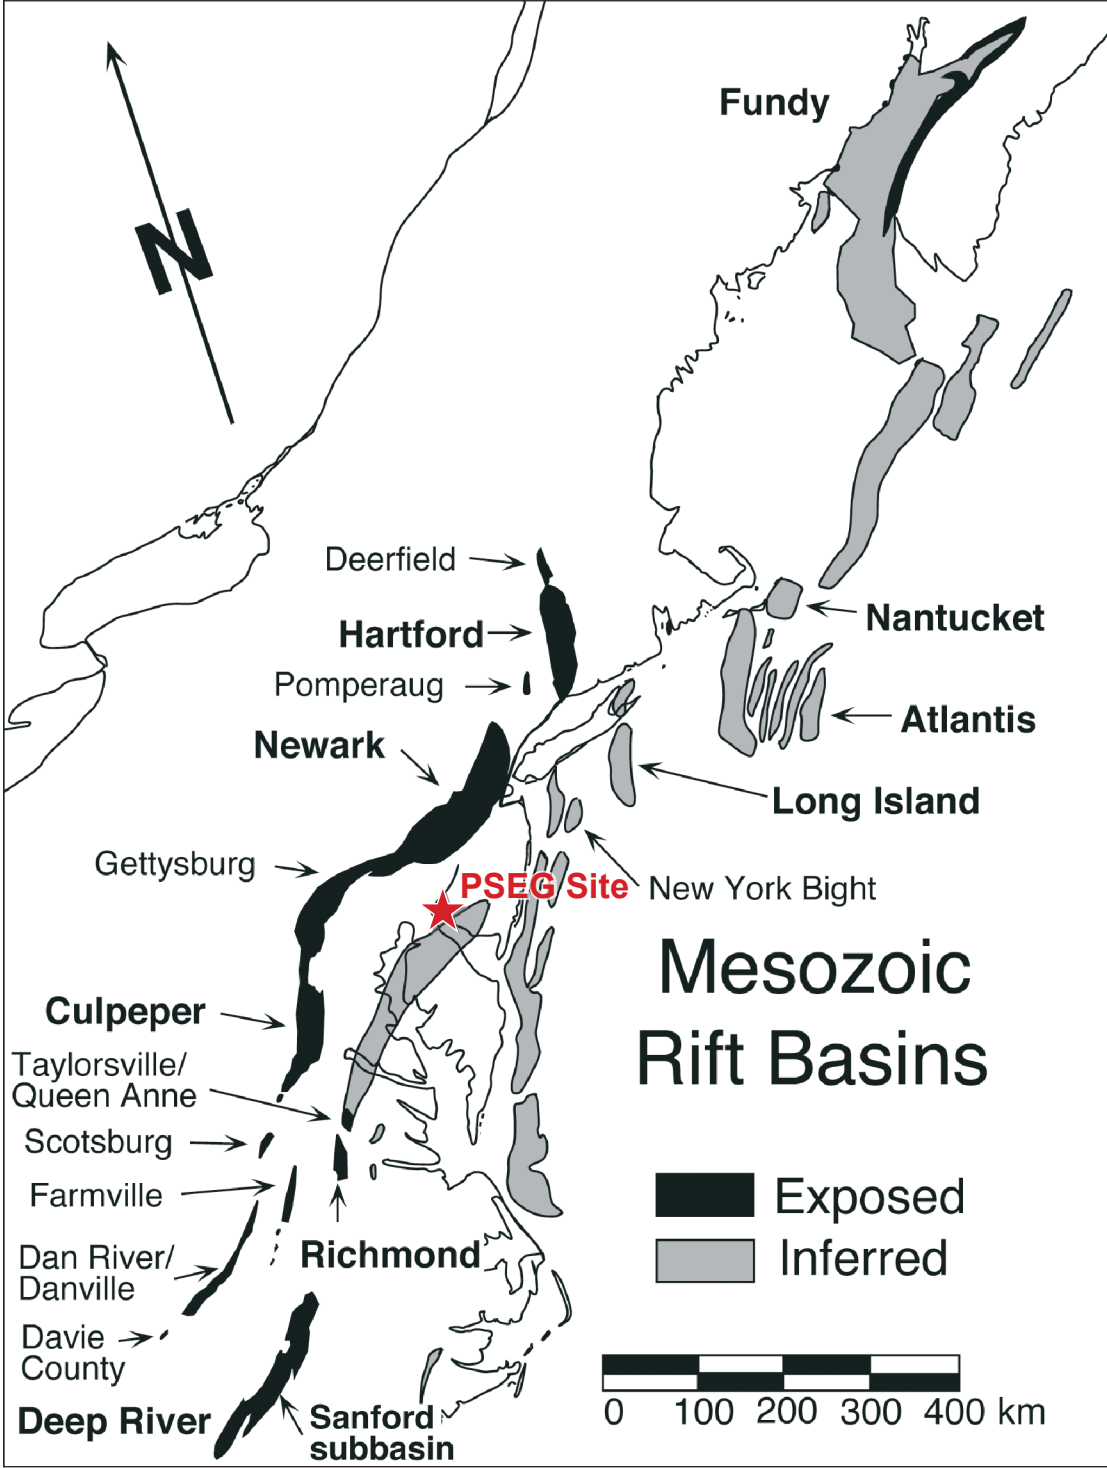 N
Fundy
Deerfield
Hartford
Nantucket
Pomperaug
Atlantis
Newark
Long Island
Gettysburg
PSEG Site
New York Bight
Mesozoic
Rift Basins
Culpeper
Taylorsville/
Queen Anne
Scotsburg
Farmville
Exposed
Inferred
Richmond
Dan River/
Danville
Davie
County
Deep River
Sanford
subbasin
0 100 200 300 400 km